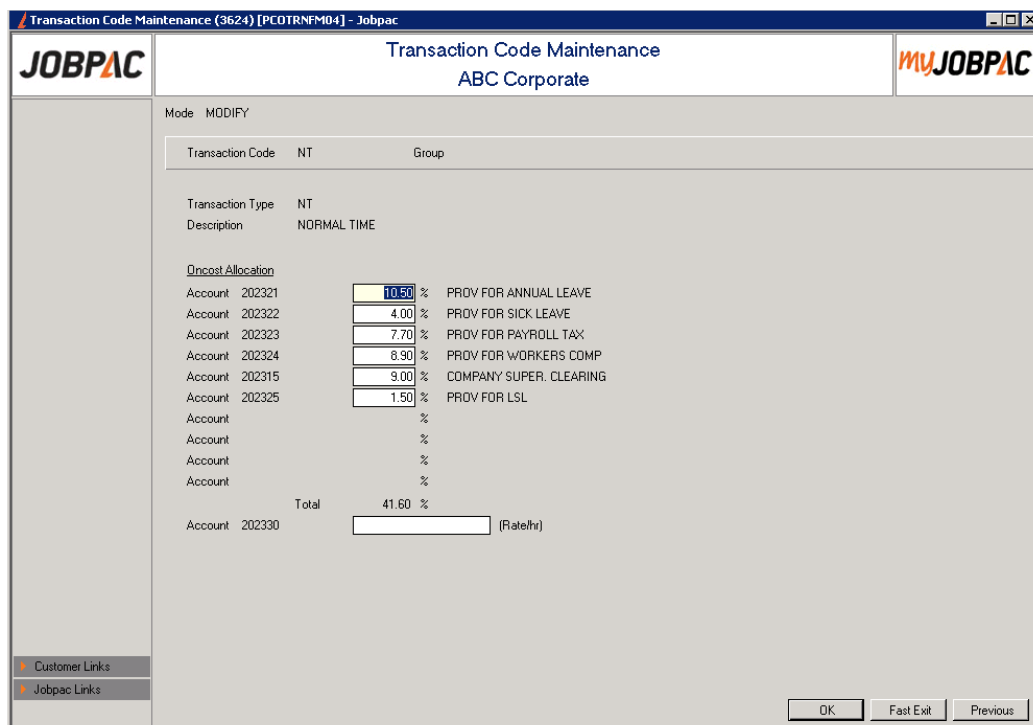 Transaction Code Maintenance (3624) [PCOTRNFM04] - Jobpac
JOBPAC
Transaction Code Maintenance
ABC Corporate
myJOBPAC
Mode MODIFY
Transaction Code NT Group
Transaction Type NT
Description NORMAL TIME
Oncost Allocation
Account 202321 10.50 % PROV FOR ANNUAL LEAVE
Account 202322 4.00 % PROV FOR SICK LEAVE
Account 202323 7.70 % PROV FOR PAYROLL TAX
Account 202324 8.90 % PROV FOR WORKERS COMP
Account 202315 9.00 % COMPANY SUPER. CLEARING
Account 202325 1.50 % PROV FOR LSL
Account %
Account %
Account %
Account %
Total 41.60 %
Account 202330 (Rate/hr)
Customer Links
Jobpac Links
OK Fast Exit Previous